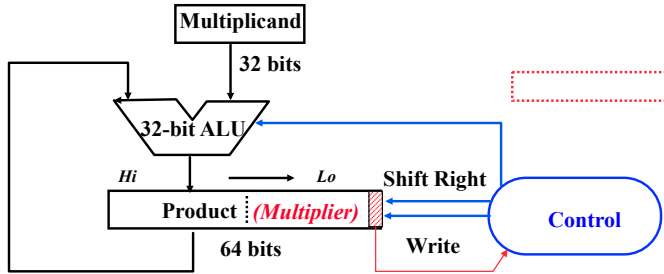 Multiplicand
32 bits
32-bit ALU
Hi
Lo
Shift Right
Product
(Multiplier)
Control
64 bits
Write